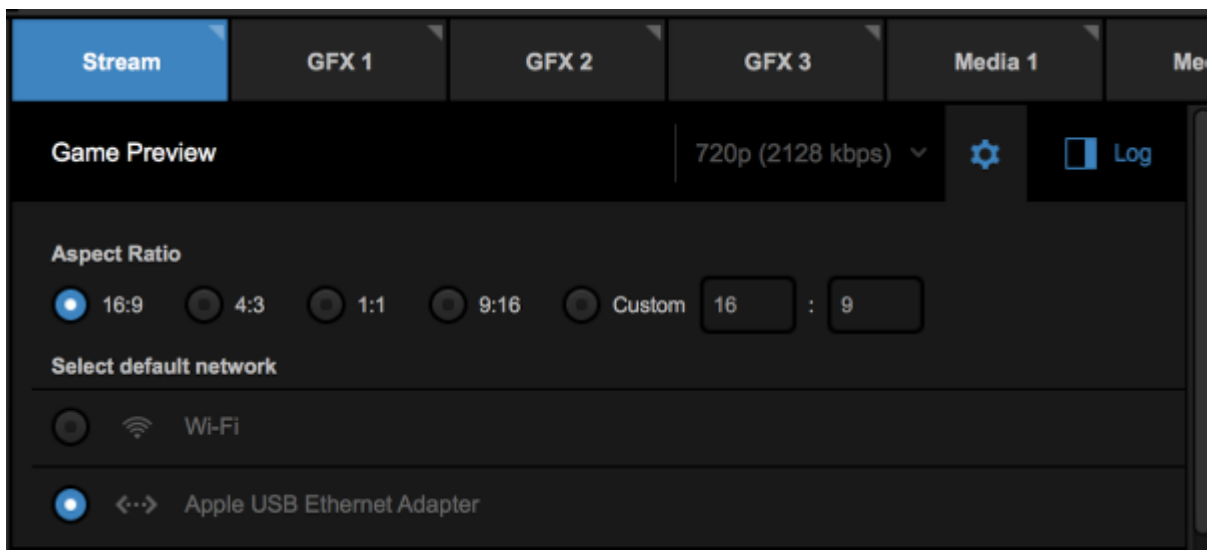 Stream GFX 1 GFX 2 GFX 3 Media 1
Game Preview 720p (2128 kbps) Log
Aspect Ratio
16:9 4:3 1:1 9:16 Custom 16 : 9
Select default network
Wi-Fi
Apple USB Ethernet Adapter